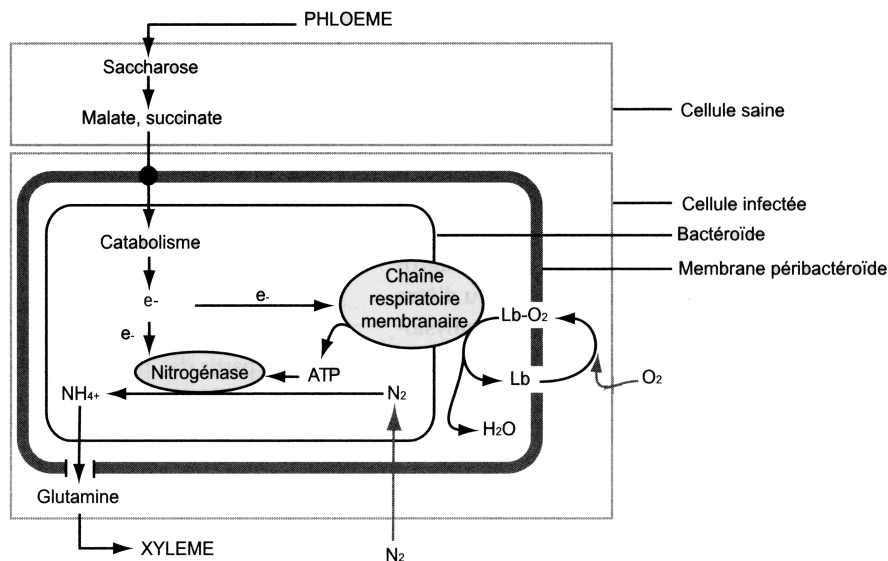 PHLOEME
Saccharose
Malate, succinate
Cellule saine
Cellule infectée
Bactéroïde
Membrane péribactéroïde
Catabolisme
e-
e-
e-
Chaîne
respiratoire
membranaire
Lb-O₂
Nitrogénase
ATP
Lb
O₂
NH₄₊
N₂
H₂O
Glutamine
XYLEME
N₂